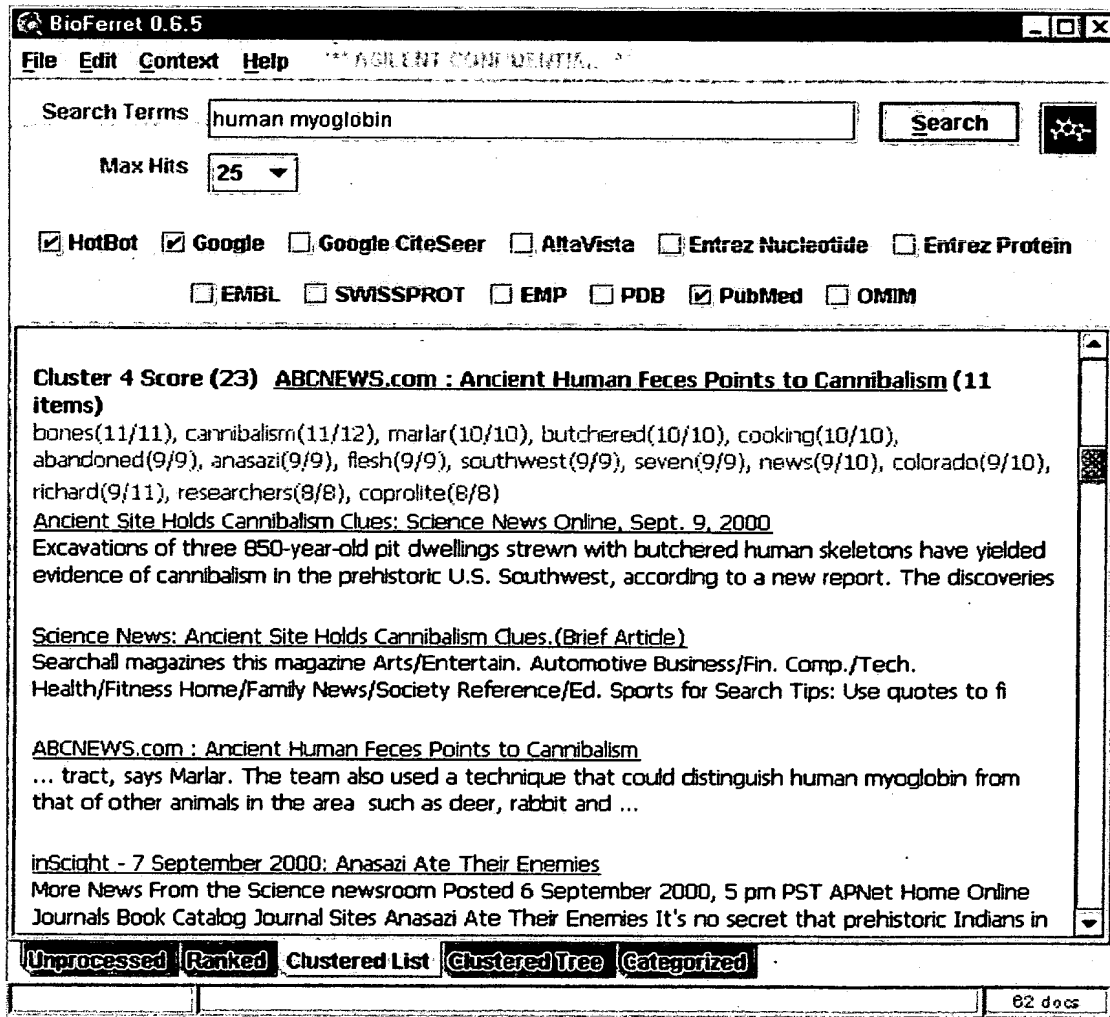 BioFerret 0.6.5
File Edit Context Help *** AGILENT CONFIDENTIAL **
Search Terms human myoglobin Search
Max Hits 25
HotBot Google Google CiteSeer AltaVista Entrez Nucleotide Entrez Protein
EMBL SWISSPROT EMP PDB PubMed OMIM
Cluster 4 Score (23) ABCNEWS.com : Ancient Human Feces Points to Cannibalism (11
items)
bones(11/11), cannibalism(11/12), marlar(10/10), butchered(10/10), cooking(10/10),
abandoned(9/9), anasazi(9/9), flesh(9/9), southwest(9/9), seven(9/9), news(9/10), colorado(9/10),
richard(9/11), researchers(8/8), coprolite(8/8)
Ancient Site Holds Cannibalism Clues: Science News Online, Sept. 9, 2000
Excavations of three 850-year-old pit dwellings strewn with butchered human skeletons have yielded
evidence of cannibalism in the prehistoric U.S. Southwest, according to a new report. The discoveries
Science News: Ancient Site Holds Cannibalism Clues.(Brief Article)
Searchall magazines this magazine Arts/Entertain. Automotive Business/Fin. Comp./Tech.
Health/Fitness Home/Family News/Society Reference/Ed. Sports for Search Tips: Use quotes to fi
ABCNEWS.com : Ancient Human Feces Points to Cannibalism
... tract, says Marlar. The team also used a technique that could distinguish human myoglobin from
that of other animals in the area such as deer, rabbit and ...
inScight - 7 September 2000: Anasazi Ate Their Enemies
More News From the Science newsroom Posted 6 September 2000, 5 pm PST APNet Home Online
Journals Book Catalog Journal Sites Anasazi Ate Their Enemies It's no secret that prehistoric Indians in
Unprocessed Ranked Clustered List Clustered Tree Categorized
62 docs